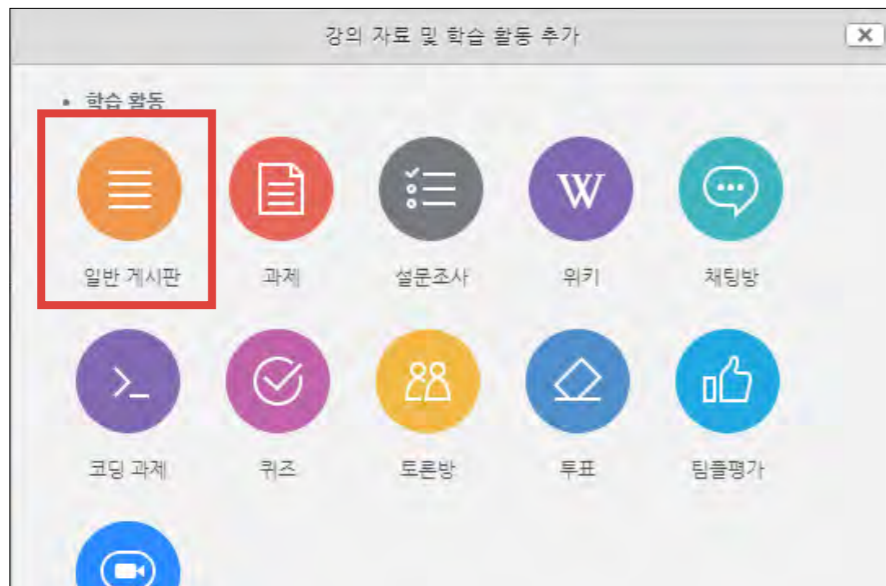 강의 자료 및 학습 활동 추가
학습 활동
일반 게시판 과제 설문조사 위키 채팅방
코딩 과제 퀴즈 토론방 투표 팀플평가